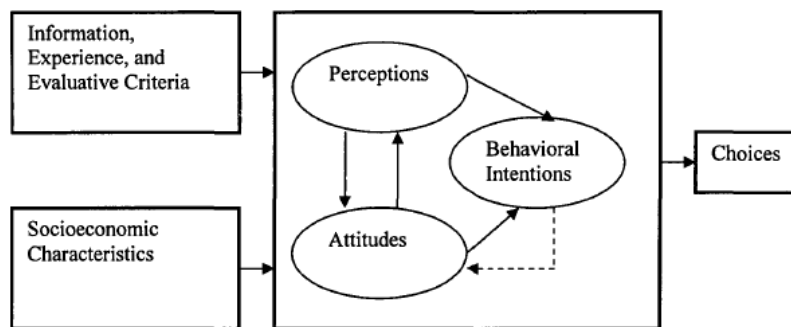 Information,
Experience, and
Evaluative Criteria
Perceptions
Behavioral
Intentions
Choices
Socioeconomic
Characteristics
Attitudes